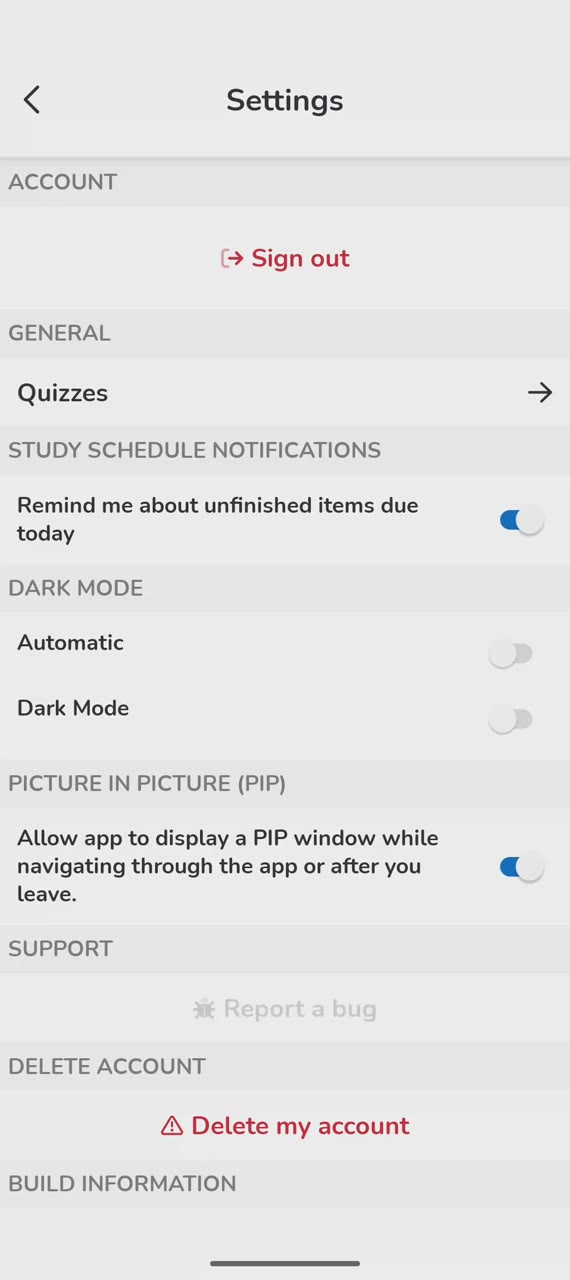 Settings
ACCOUNT
Sign out
GENERAL
Quizzes
STUDY SCHEDULE NOTIFICATIONS
Remind me about unfinished items due
today
DARK MODE
Automatic
Dark Mode
PICTURE IN PICTURE (PIP)
Allow app to display a PIP window while
navigating through the app or after you
leave.
SUPPORT
Report a bug
DELETE ACCOUNT
Delete my account
BUILD INFORMATION